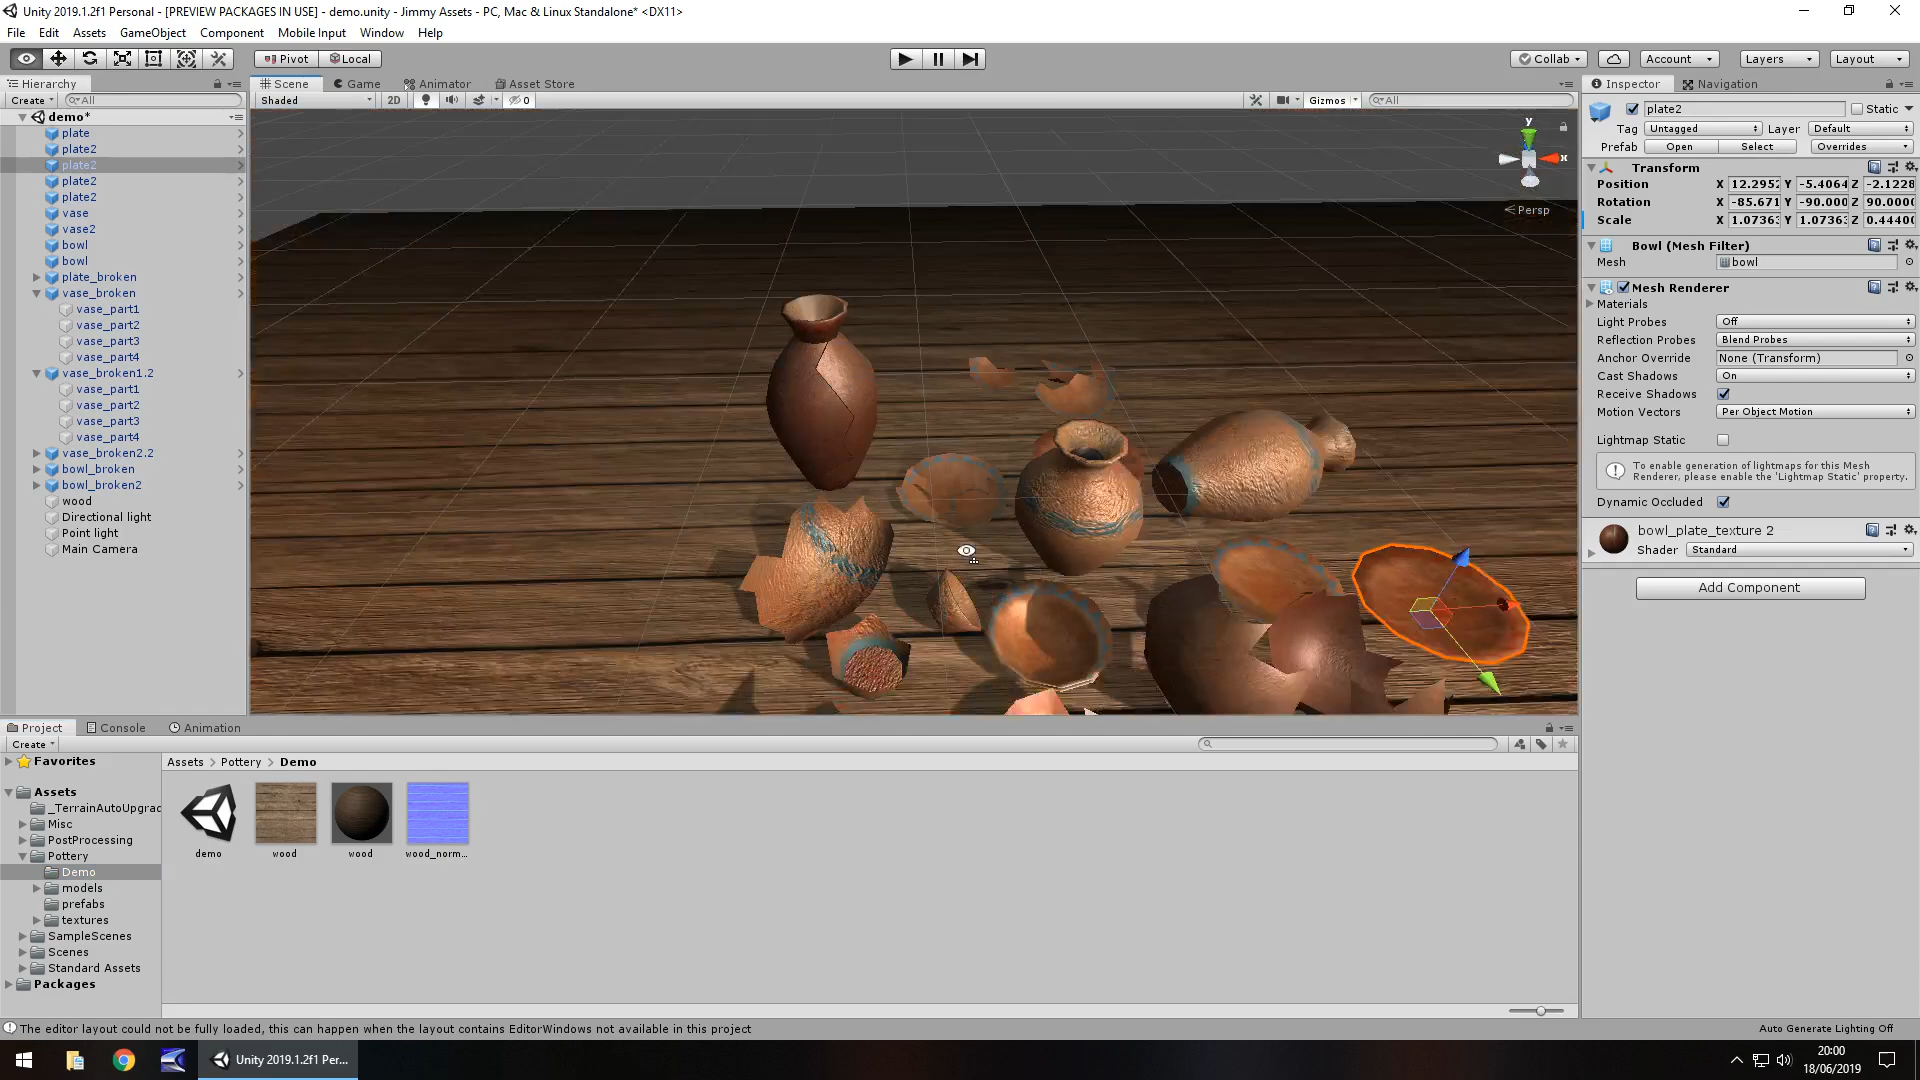 Unity 2019.1.2f1 Personal - [PREVIEW PACKAGES IN USE] - demo.unity - Jimmy Assets - PC, Mac & Linux Standalone* <DX11>
File Edit Assets GameObject Component Mobile Input Window Help
Pivot Local Collab Account Layers Layout
Hierarchy Scene Game Animator Asset Store Inspector Navigation
Create All Shaded 2D 0 Gizmos All
demo*
plate
plate2
plate2
plate2
plate2
vase
vase2
bowl
bowl
plate_broken
vase_broken
vase_part1
vase_part2
vase_part3
vase_part4
vase_broken1.2
vase_part1
vase_part2
vase_part3
vase_part4
vase_broken2.2
bowl_broken
bowl_broken2
wood
Directional light
Point light
Main Camera
y
x
Persp
plate2 Static
Tag Untagged Layer Default
Prefab Open Select Overrides
Transform
Position X 12.2952 Y -5.4064 Z -2.1228
Rotation X -85.671 Y -90.000 Z 90.0000
Scale X 1.0736 Y 1.0736 Z 0.4440
Bowl (Mesh Filter)
Mesh bowl
Mesh Renderer
Materials
Light Probes Off
Reflection Probes Blend Probes
Anchor Override None (Transform)
Cast Shadows On
Receive Shadows
Motion Vectors Per Object Motion
Lightmap Static
To enable generation of lightmaps for this Mesh
Renderer, please enable the 'Lightmap Static' property.
Dynamic Occluded
bowl_plate_texture 2
Shader Standard
Add Component
Project Console Animation
Create
Favorites
Assets
_TerrainAutoUpgrac
Misc
PostProcessing
Pottery
Demo
models
prefabs
textures
SampleScenes
Scenes
Standard Assets
Packages
Assets > Pottery > Demo
demo wood wood wood_norm...
The editor layout could not be fully loaded, this can happen when the layout contains EditorWindows not available in this project
Auto Generate Lighting Off
Unity 2019.1.2f1 Per...
20:00
18/06/2019